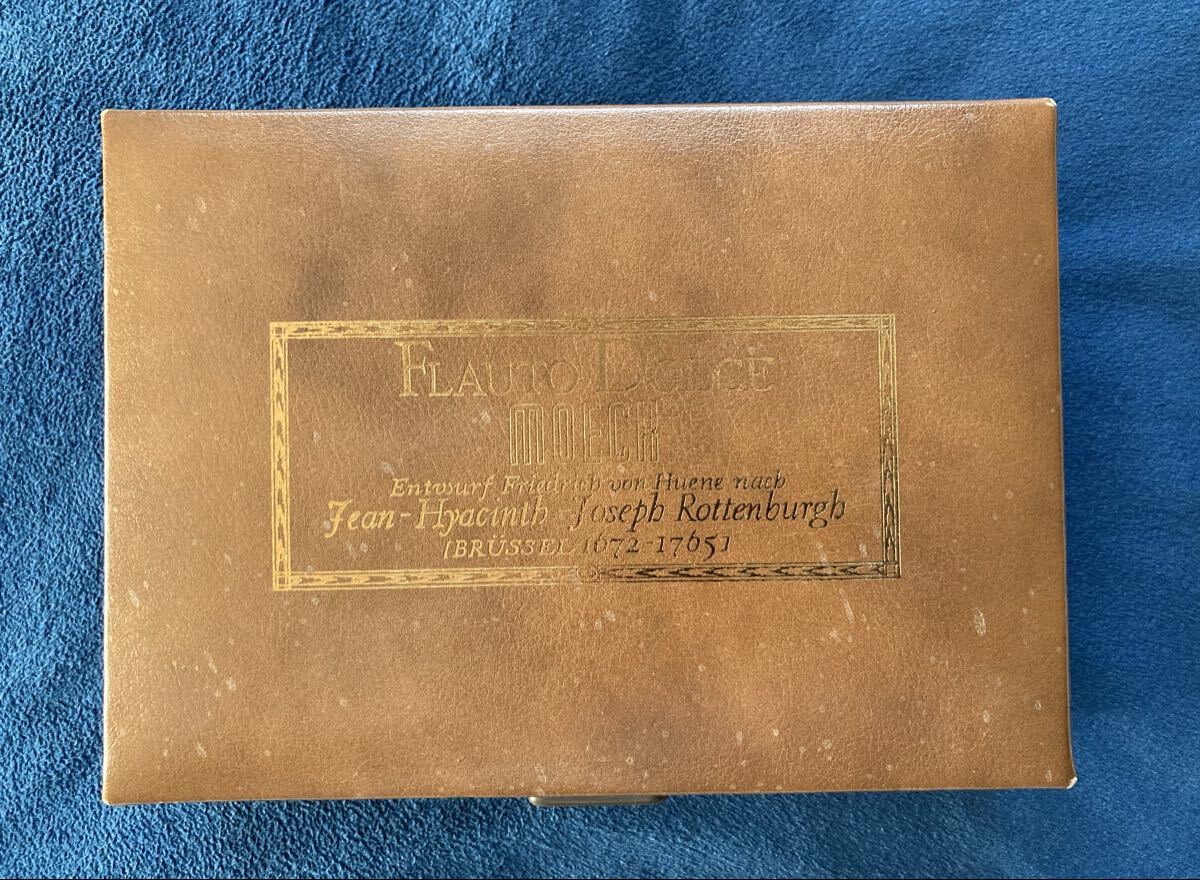 FLAUTO DOLCE
MOECK
Entwurf Friedrich von Huene nach
Jean-Hyacinth Joseph Rottenburgh
[BRÜSSEL 1672-1765]